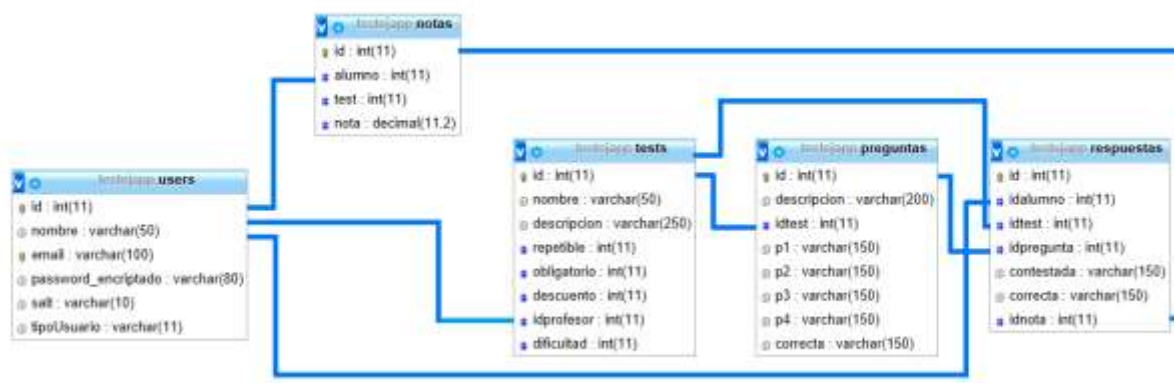 notas
id : int(11)
alumno : int(11)
test : int(11)
nota : decimal(11,2)
users
id : int(11)
nombre : varchar(50)
email : varchar(100)
password_encriptado : varchar(80)
salt : varchar(10)
tipoUsuario : varchar(11)
tests
id : int(11)
nombre : varchar(50)
descripcion : varchar(250)
repetible : int(11)
obligatorio : int(11)
descuento : int(11)
idprofesor : int(11)
dificultad : int(11)
preguntas
id : int(11)
descripcion : varchar(200)
idtest : int(11)
p1 : varchar(150)
p2 : varchar(150)
p3 : varchar(150)
p4 : varchar(150)
correcta : varchar(150)
respuestas
id : int(11)
idalumno : int(11)
idtest : int(11)
idpregunta : int(11)
contestada : varchar(150)
correcta : varchar(150)
idnota : int(11)